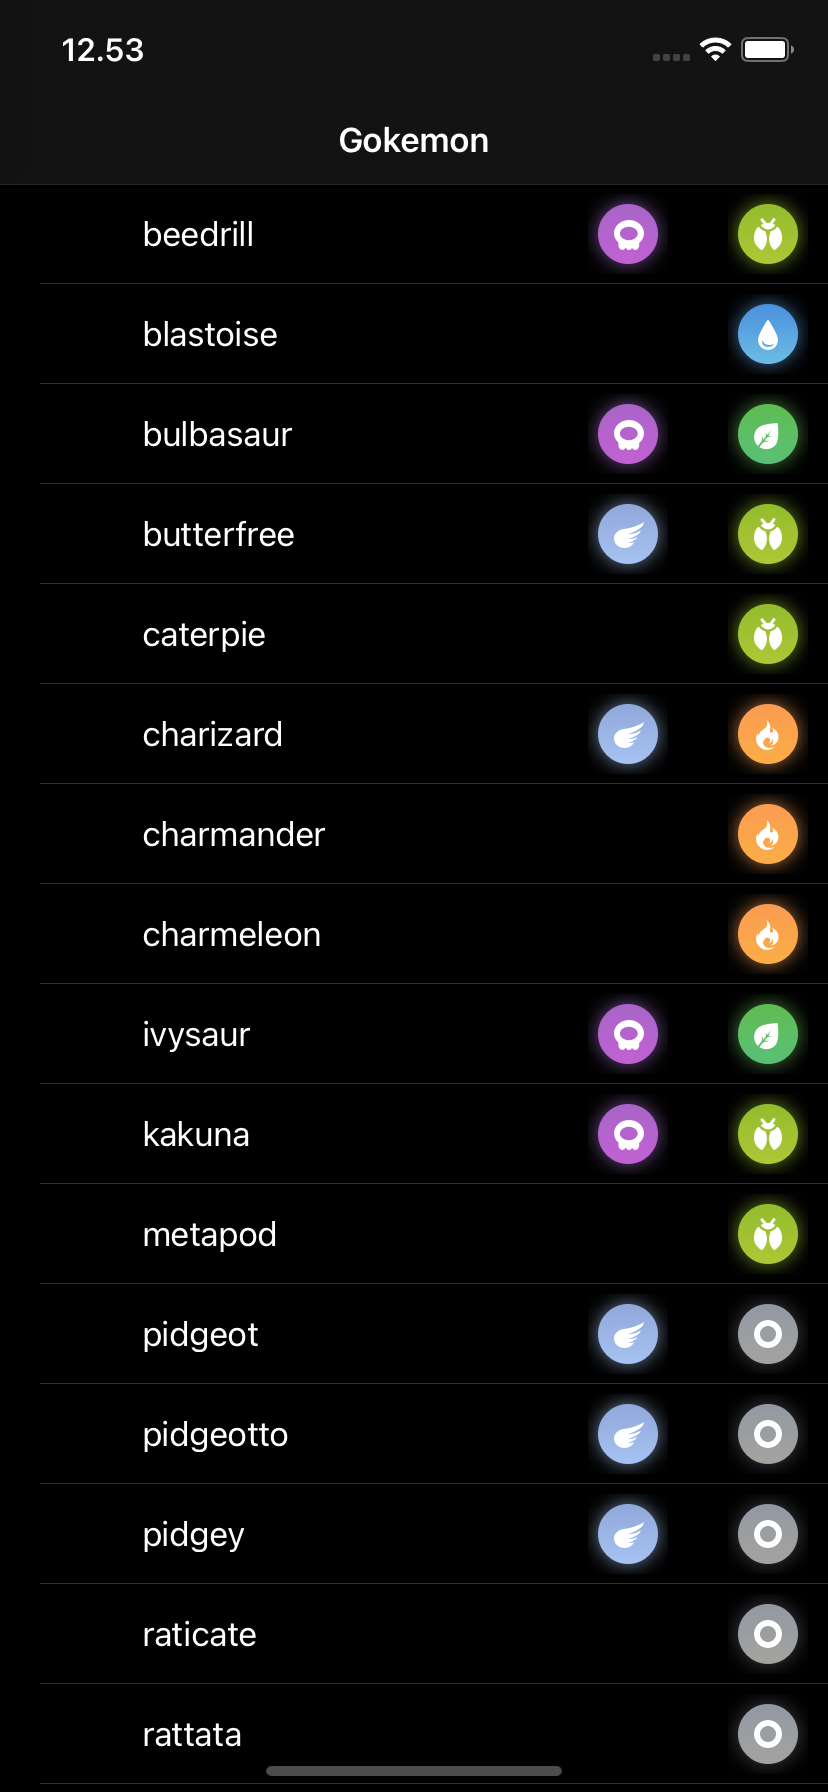 12.53
Gokemon
beedrill
blastoise
bulbasaur
butterfree
caterpie
charizard
charmander
charmeleon
ivysaur
kakuna
metapod
pidgeot
pidgeotto
pidgey
raticate
rattata